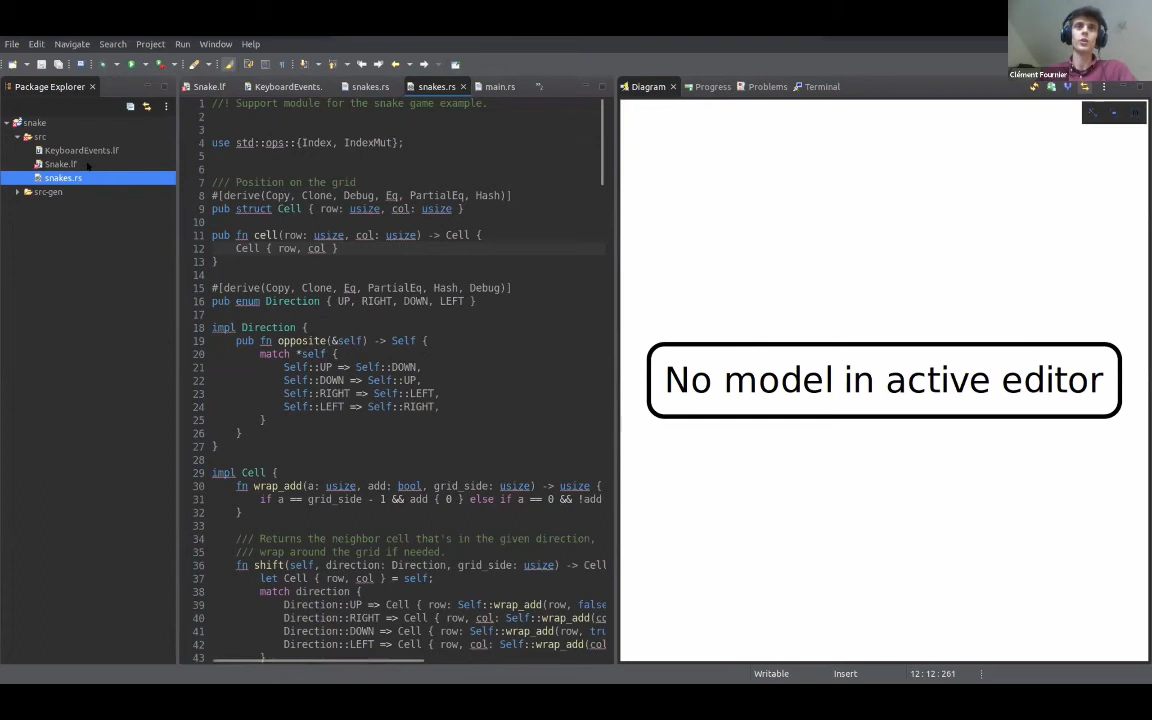 Clément Fournier
File Edit Navigate Search Project Run Window Help
Package Explorer
snake
src
KeyboardEvents.lf
Snake.lf
snakes.rs
src-gen
Snake.lf KeyboardEvents. snakes.rs snakes.rs main.rs
1 //! Support module for the snake game example.
2
3
4 use std::ops::{Index, IndexMut};
5
6
7 /// Position on the grid
8 #[derive(Copy, Clone, Debug, Eq, PartialEq, Hash)]
9 pub struct Cell { row: usize, col: usize }
10
11 pub fn cell(row: usize, col: usize) -> Cell {
12 Cell { row, col }
13 }
14
15 #[derive(Copy, Clone, Eq, PartialEq, Hash, Debug)]
16 pub enum Direction { UP, RIGHT, DOWN, LEFT }
17
18 impl Direction {
19 pub fn opposite(&self) -> Self {
20 match *self {
21 Self::UP => Self::DOWN,
22 Self::DOWN => Self::UP,
23 Self::RIGHT => Self::LEFT,
24 Self::LEFT => Self::RIGHT,
25 }
26 }
27 }
28
29 impl Cell {
30 fn wrap_add(a: usize, add: bool, grid_side: usize) -> usize {
31 if a == grid_side - 1 && add { 0 } else if a == 0 && !add
32 }
33
34 /// Returns the neighbor cell that's in the given direction,
35 /// wrap around the grid if needed.
36 fn shift(self, direction: Direction, grid_side: usize) -> Cell
37 let Cell { row, col } = self;
38 match direction {
39 Direction::UP => Cell { row: Self::wrap_add(row, false
40 Direction::RIGHT => Cell { row, col: Self::wrap_add(co
41 Direction::DOWN => Cell { row: Self::wrap_add(row, tru
42 Direction::LEFT => Cell { row, col: Self::wrap_add(col
43 }
Diagram Progress Problems Terminal
No model in active editor
Writable Insert 12:12:261